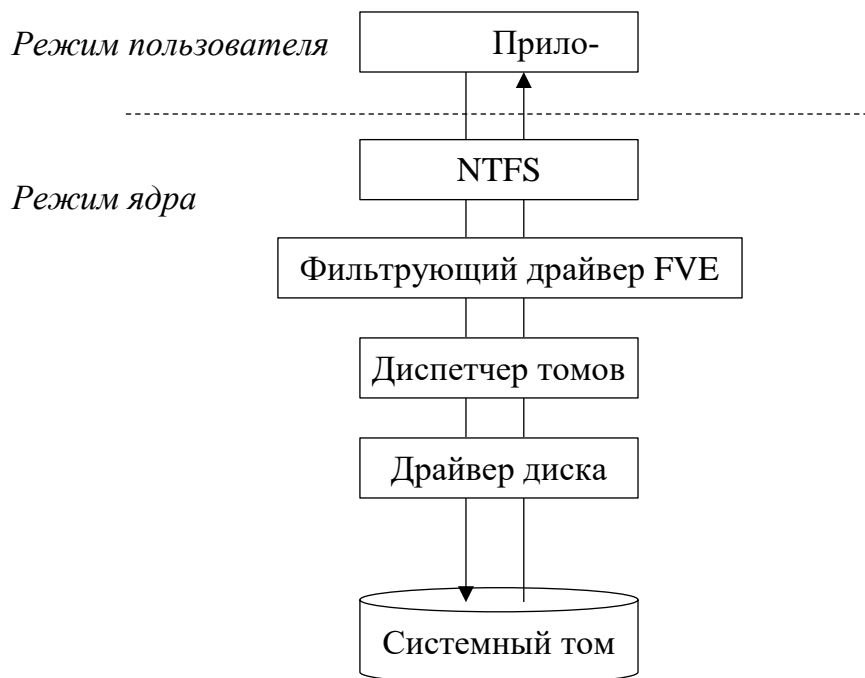 Режим пользователя
Прило-
NTFS
Режим ядра
Фильтрующий драйвер FVE
Диспетчер томов
Драйвер диска
Системный том